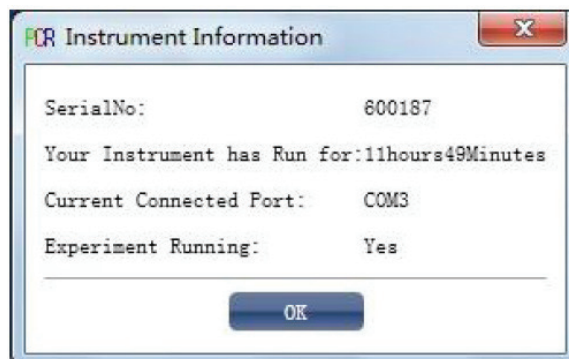 PCR Instrument Information
SerialNo: 600187
Your Instrument has Run for:11hours49Minutes
Current Connected Port: COM3
Experiment Running: Yes
OK